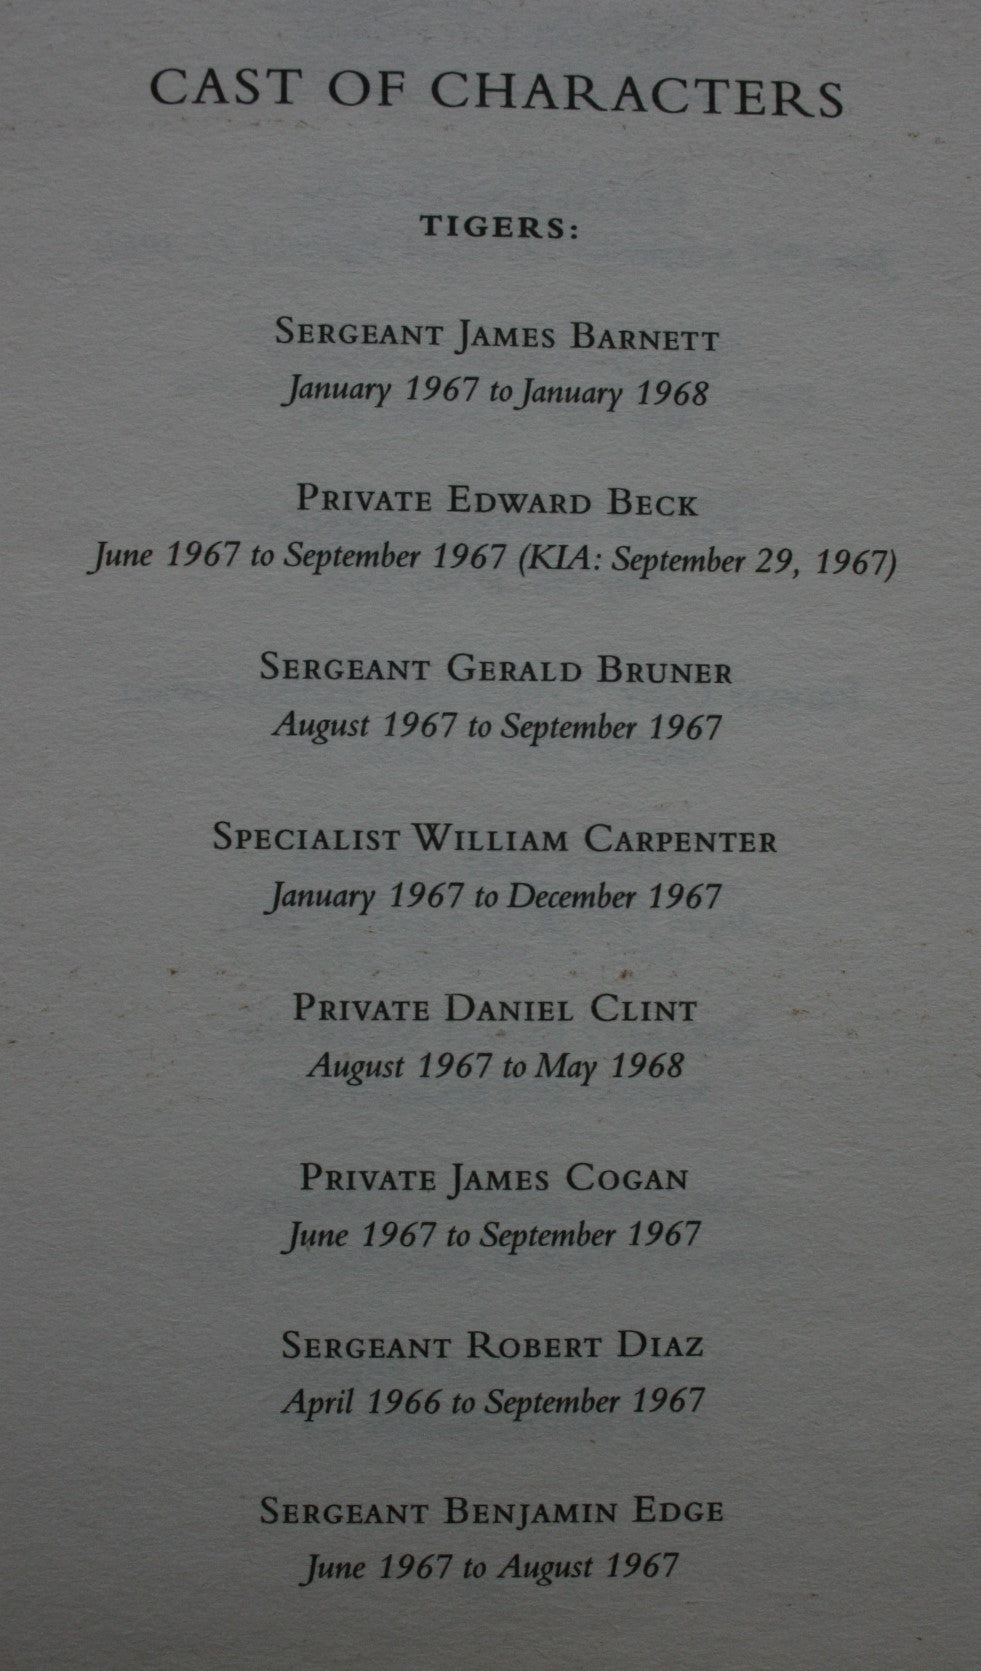 CAST OF CHARACTERS
TIGERS:
SERGEANT JAMES BARNETT
January 1967 to January 1968
PRIVATE EDWARD BECK
June 1967 to September 1967 (KIA: September 29, 1967)
SERGEANT GERALD BRUNER
August 1967 to September 1967
SPECIALIST WILLIAM CARPENTER
January 1967 to December 1967
PRIVATE DANIEL CLINT
August 1967 to May 1968
PRIVATE JAMES COGAN
June 1967 to September 1967
SERGEANT ROBERT DIAZ
April 1966 to September 1967
SERGEANT BENJAMIN EDGE
June 1967 to August 1967